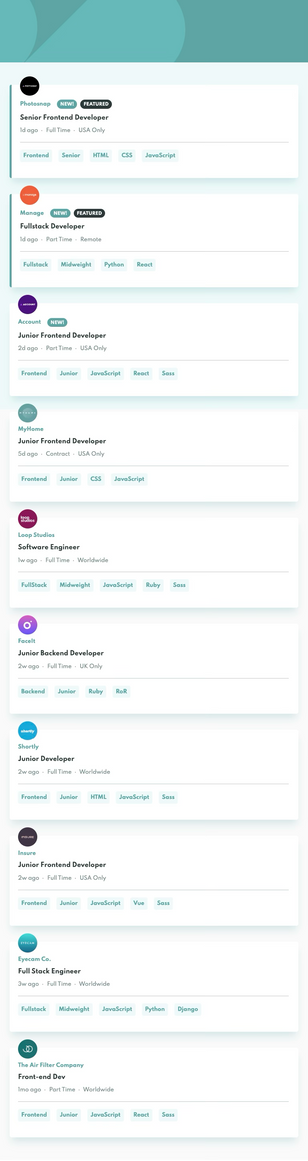 Photosnap NEW! FEATURED
Senior Frontend Developer
1d ago · Full Time · USA Only
Frontend Senior HTML CSS JavaScript
Manage NEW! FEATURED
Fullstack Developer
1d ago · Part Time · Remote
Fullstack Midweight Python React
Account NEW!
Junior Frontend Developer
2d ago · Part Time · USA Only
Frontend Junior JavaScript React Sass
MyHome
Junior Frontend Developer
5d ago · Contract · USA Only
Frontend Junior CSS JavaScript
loop
studios
Loop Studios
Software Engineer
1w ago · Full Time · Worldwide
FullStack Midweight JavaScript Ruby Sass
FaceIt
Junior Backend Developer
2w ago · Full Time · UK Only
Backend Junior Ruby RoR
shortly
Shortly
Junior Developer
2w ago · Full Time · Worldwide
Frontend Junior HTML JavaScript Sass
INSURE
Insure
Junior Frontend Developer
2w ago · Full Time · USA Only
Frontend Junior JavaScript Vue Sass
EYECAM
Eyecam Co.
Full Stack Engineer
3w ago · Full Time · Worldwide
Fullstack Midweight JavaScript Python Django
The Air Filter Company
Front-end Dev
1mo ago · Part Time · Worldwide
Frontend Junior JavaScript React Sass